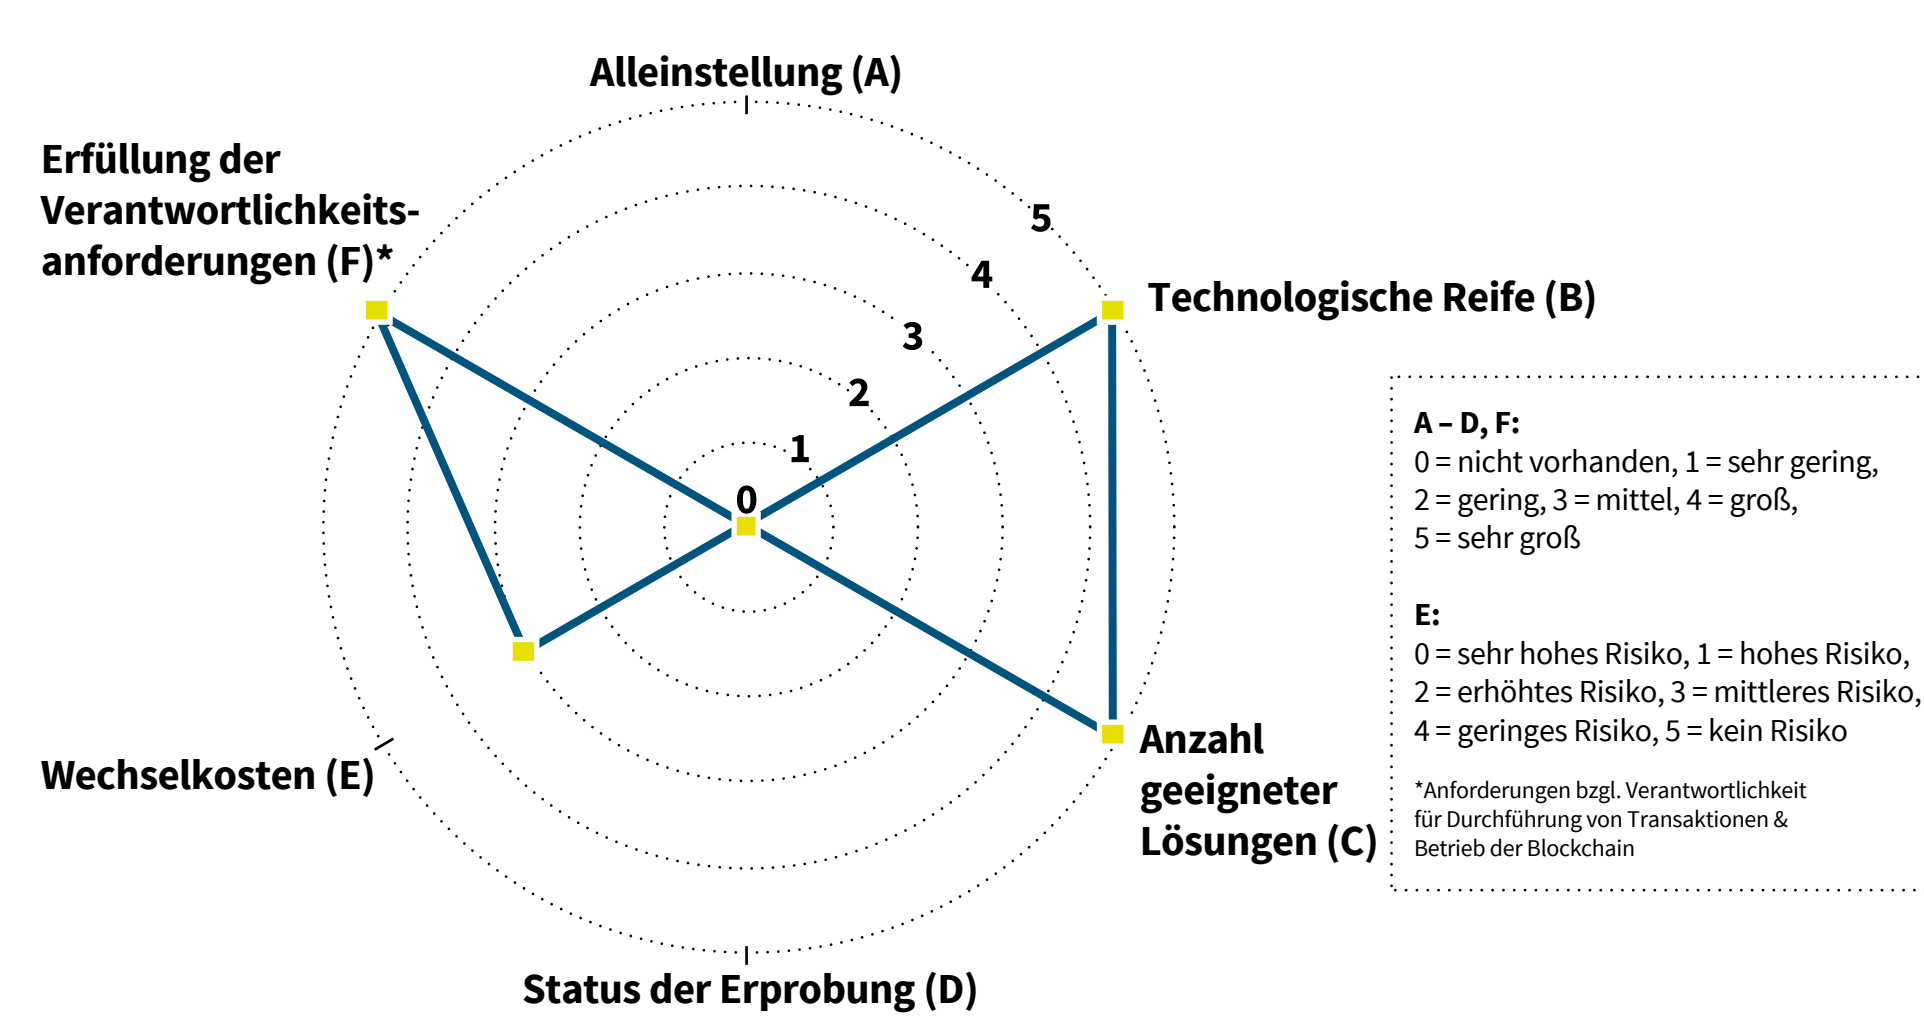 Alleinstellung (A)
Erfüllung der
Verantwortlichkeits-
anforderungen (F)*
5
4
3
2
1
0
Technologische Reife (B)
Anzahl
geeigneter
Lösungen (C)
Wechselkosten (E)
Status der Erprobung (D)
A – D, F:
0 = nicht vorhanden, 1 = sehr gering,
2 = gering, 3 = mittel, 4 = groß,
5 = sehr groß
E:
0 = sehr hohes Risiko, 1 = hohes Risiko,
2 = erhöhtes Risiko, 3 = mittleres Risiko,
4 = geringes Risiko, 5 = kein Risiko
*Anforderungen bzgl. Verantwortlichkeit
für Durchführung von Transaktionen &
Betrieb der Blockchain